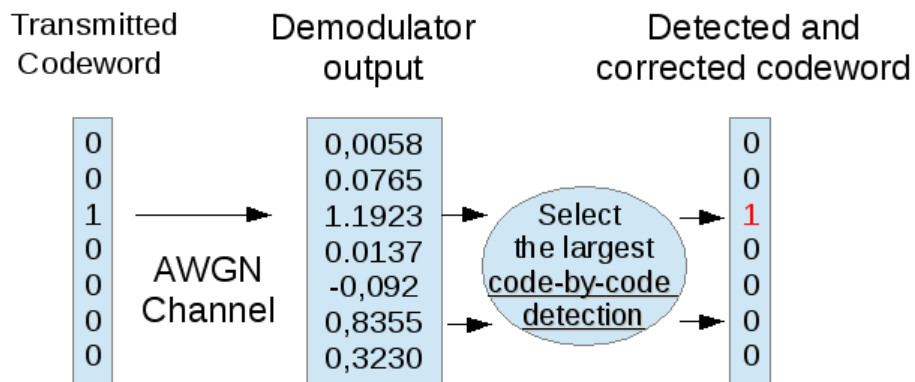 Transmitted
Codeword
Demodulator
output
Detected and
corrected codeword
0
0
1
0
0
0
0
AWGN
Channel
0,0058
0.0765
1.1923
0.0137
-0,092
0,8355
0,3230
Select
the largest
code-by-code
detection
0
0
1
0
0
0
0